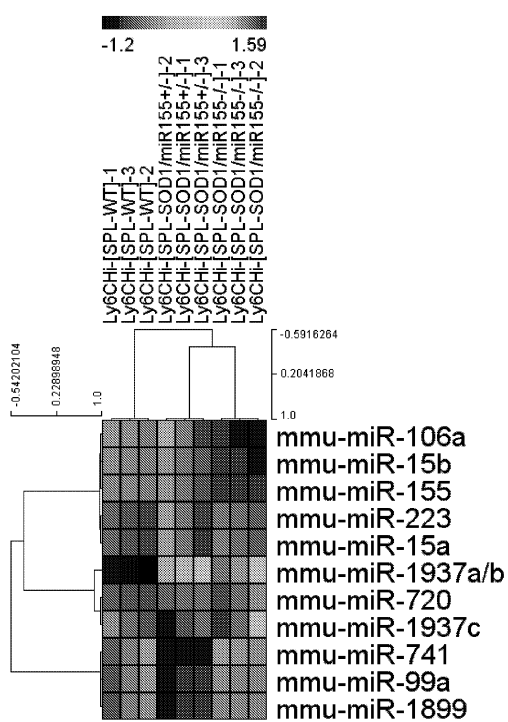 -1.2 1.59
Ly6CHi-[SPL-WT]-1
Ly6CHi-[SPL-WT]-3
Ly6CHi-[SPL-WT]-2
Ly6CHi-[SPL-SOD1/miR155+/-]-2
Ly6CHi-[SPL-SOD1/miR155+/-]-1
Ly6CHi-[SPL-SOD1/miR155+/-]-3
Ly6CHi-[SPL-SOD1/miR155-/-]-1
Ly6CHi-[SPL-SOD1/miR155-/-]-3
Ly6CHi-[SPL-SOD1/miR155-/-]-2
-0.5916264
0.2041868
1.0
-0.54202104
0.22898948
1.0
mmu-miR-106a
mmu-miR-15b
mmu-miR-155
mmu-miR-223
mmu-miR-15a
mmu-miR-1937a/b
mmu-miR-720
mmu-miR-1937c
mmu-miR-741
mmu-miR-99a
mmu-miR-1899